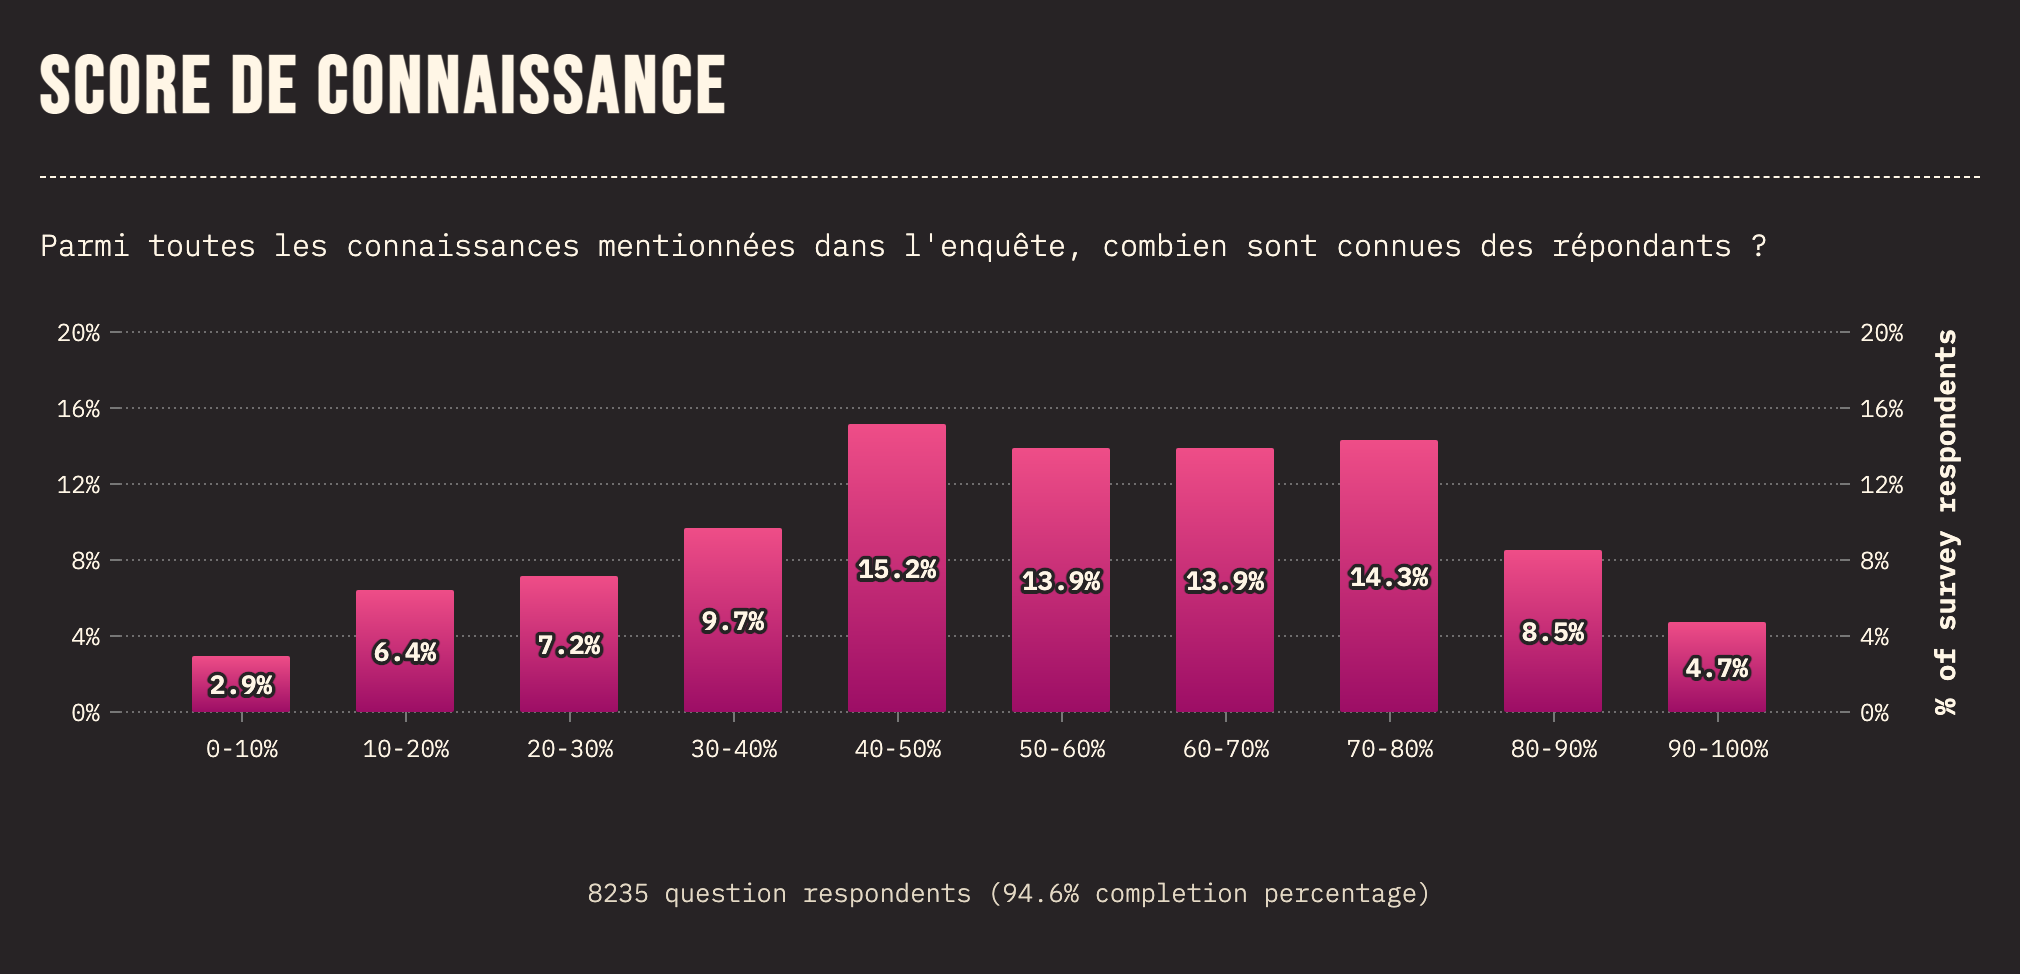 SCORE DE CONNAISSANCE
Parmi toutes les connaissances mentionnées dans l'enquête, combien sont connues des répondants ?
20% 20%
16% 16%
12% 12%
8% 8%
4% 4%
0% 0%
% of survey respondents
2.9% 6.4% 7.2% 9.7% 15.2% 13.9% 13.9% 14.3% 8.5% 4.7%
0-10% 10-20% 20-30% 30-40% 40-50% 50-60% 60-70% 70-80% 80-90% 90-100%
8235 question respondents (94.6% completion percentage)